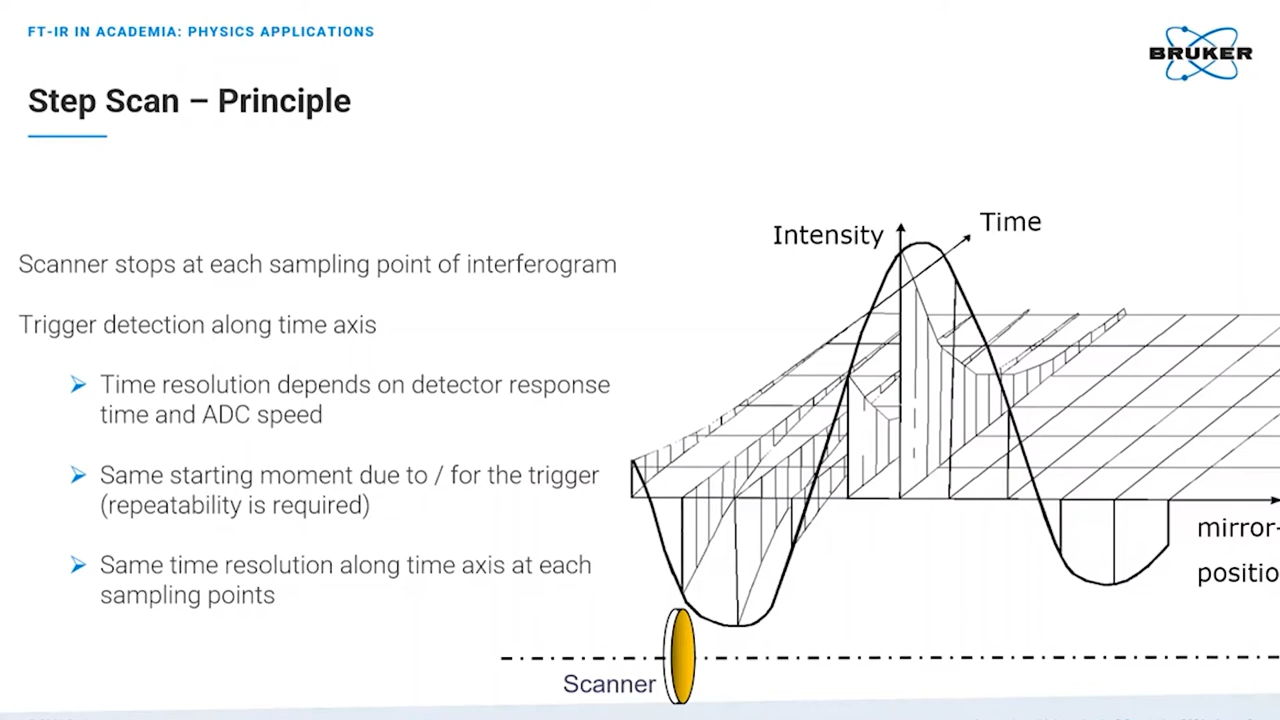 FT-IR IN ACADEMIA: PHYSICS APPLICATIONS
BRUKER
Step Scan – Principle
Scanner stops at each sampling point of interferogram
Trigger detection along time axis
Time resolution depends on detector response
time and ADC speed
Same starting moment due to / for the trigger
(repeatability is required)
Same time resolution along time axis at each
sampling points
Intensity
Time
mirror-
positio
Scanner